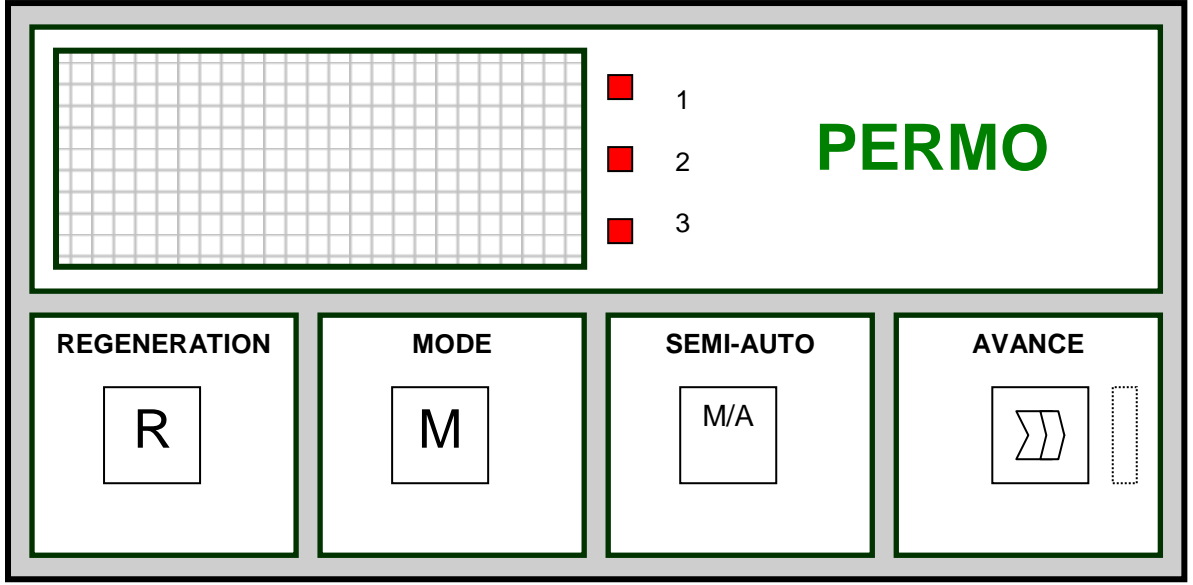 1
2
3
PERMO
REGENERATION
R
MODE
M
SEMI-AUTO
M/A
AVANCE